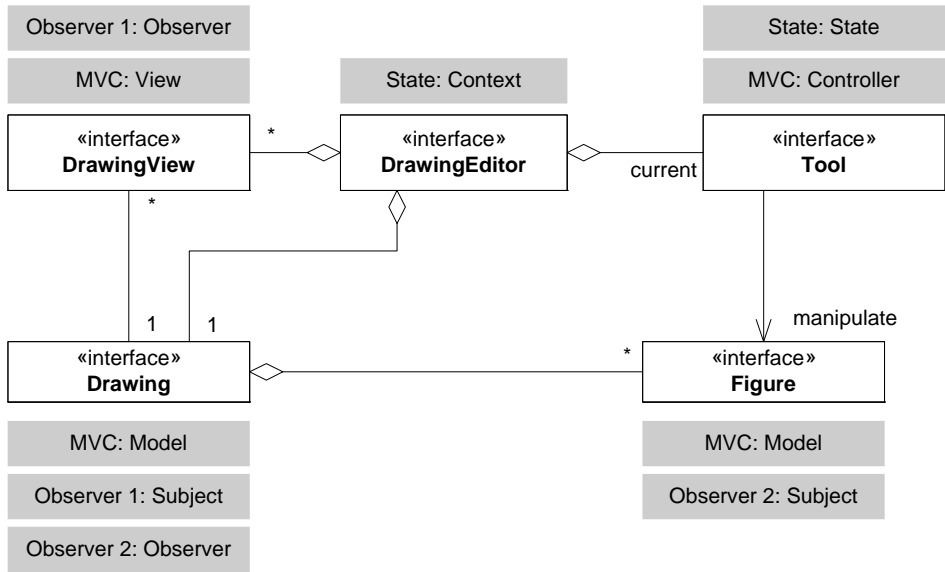 Observer 1: Observer
MVC: View
State: Context
State: State
MVC: Controller
«interface»
DrawingView
*
«interface»
DrawingEditor
current
«interface»
Tool
*
1
1
manipulate
«interface»
Drawing
*
«interface»
Figure
MVC: Model
Observer 1: Subject
Observer 2: Observer
MVC: Model
Observer 2: Subject